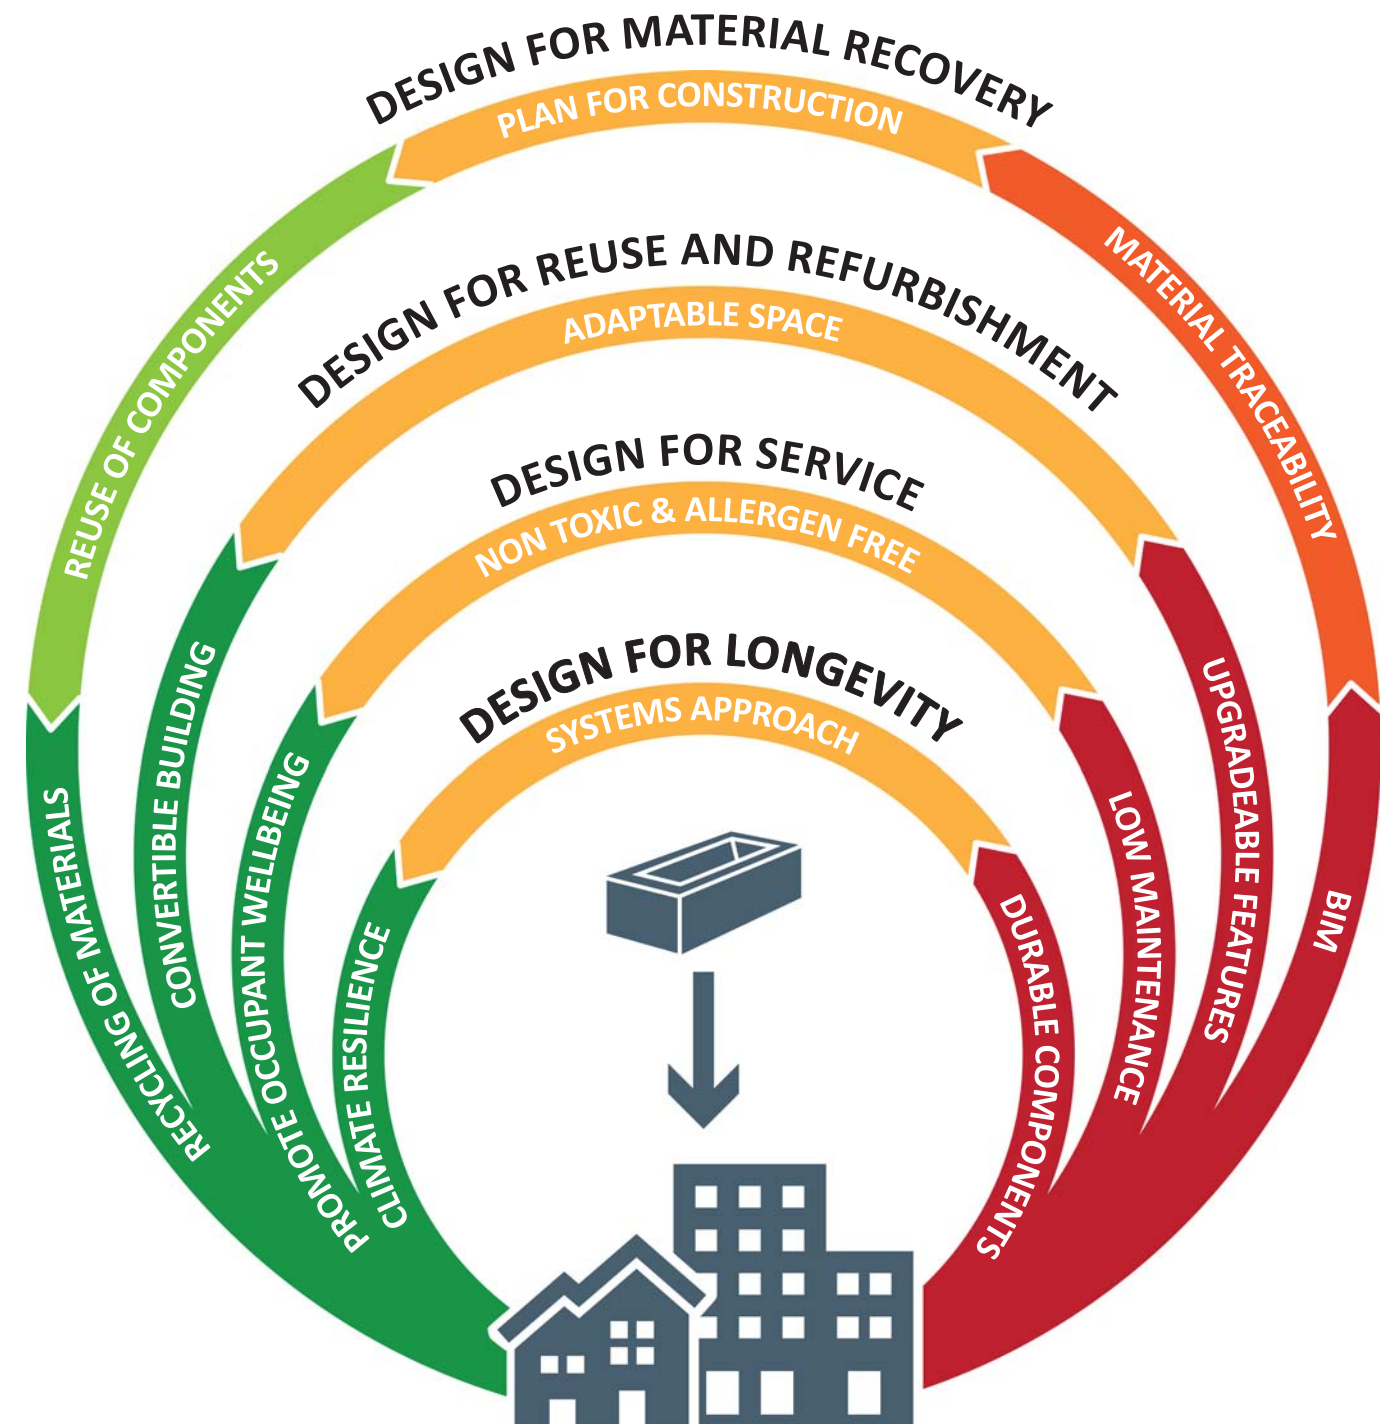 DESIGN FOR MATERIAL RECOVERY
PLAN FOR CONSTRUCTION
REUSE OF COMPONENTS
MATERIAL TRACEABILITY
RECYCLING OF MATERIALS
BIM
DESIGN FOR REUSE AND REFURBISHMENT
ADAPTABLE SPACE
CONVERTIBLE BUILDING
UPGRADEABLE FEATURES
DESIGN FOR SERVICE
NON TOXIC & ALLERGEN FREE
PROMOTE OCCUPANT WELLBEING
LOW MAINTENANCE
DESIGN FOR LONGEVITY
SYSTEMS APPROACH
CLIMATE RESILIENCE
DURABLE COMPONENTS